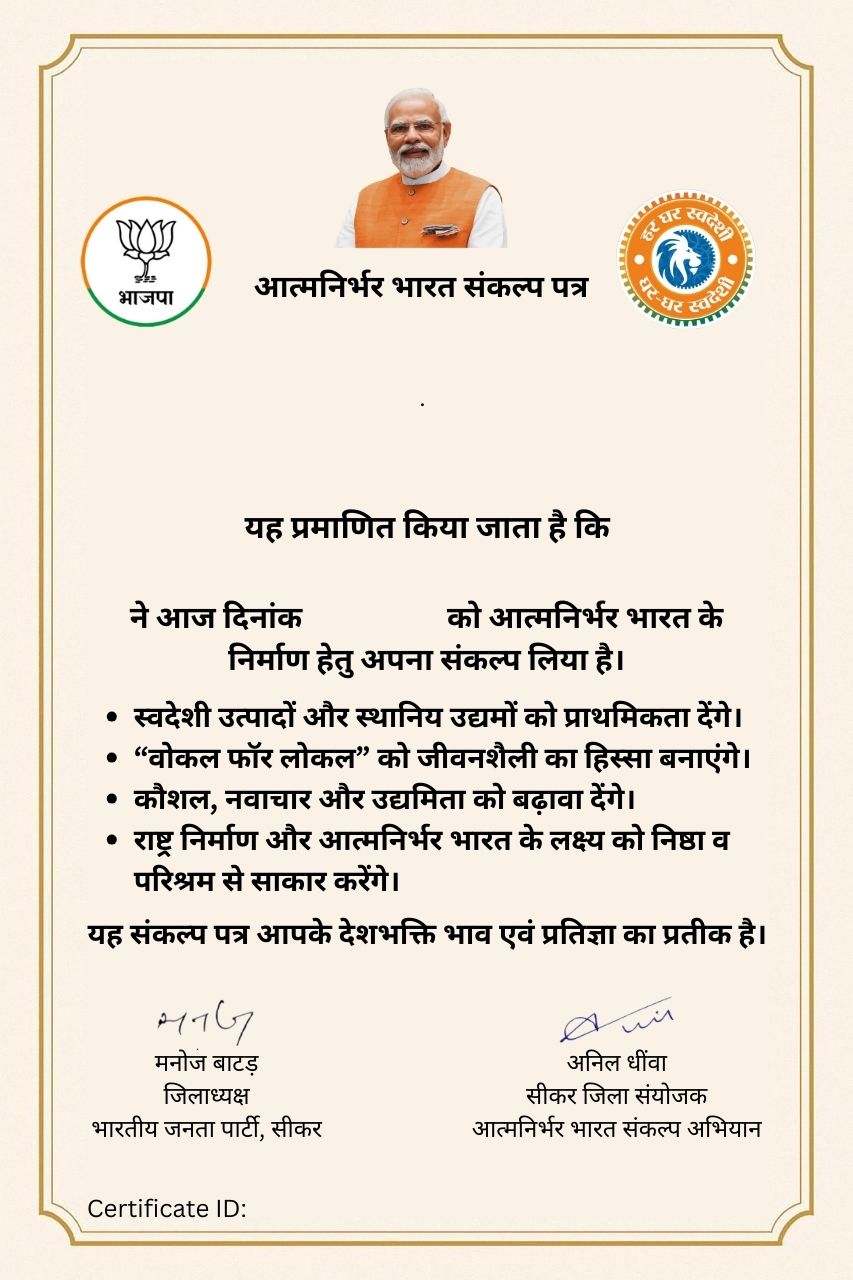 भाजपा
हर घर स्वदेशी
घर-घर स्वदेशी
आत्मनिर्भर भारत संकल्प पत्र
.
यह प्रमाणित किया जाता है कि
ने आज दिनांक को आत्मनिर्भर भारत के
निर्माण हेतु अपना संकल्प लिया है।
• स्वदेशी उत्पादों और स्थानिय उद्यमों को प्राथमिकता देंगे।
• “वोकल फॉर लोकल” को जीवनशैली का हिस्सा बनाएंगे।
• कौशल, नवाचार और उद्यमिता को बढ़ावा देंगे।
• राष्ट्र निर्माण और आत्मनिर्भर भारत के लक्ष्य को निष्ठा व
परिश्रम से साकार करेंगे।
यह संकल्प पत्र आपके देशभक्ति भाव एवं प्रतिज्ञा का प्रतीक है।
मनोज बाटड़
जिलाध्यक्ष
भारतीय जनता पार्टी, सीकर
अनिल धींवा
सीकर जिला संयोजक
आत्मनिर्भर भारत संकल्प अभियान
Certificate ID: